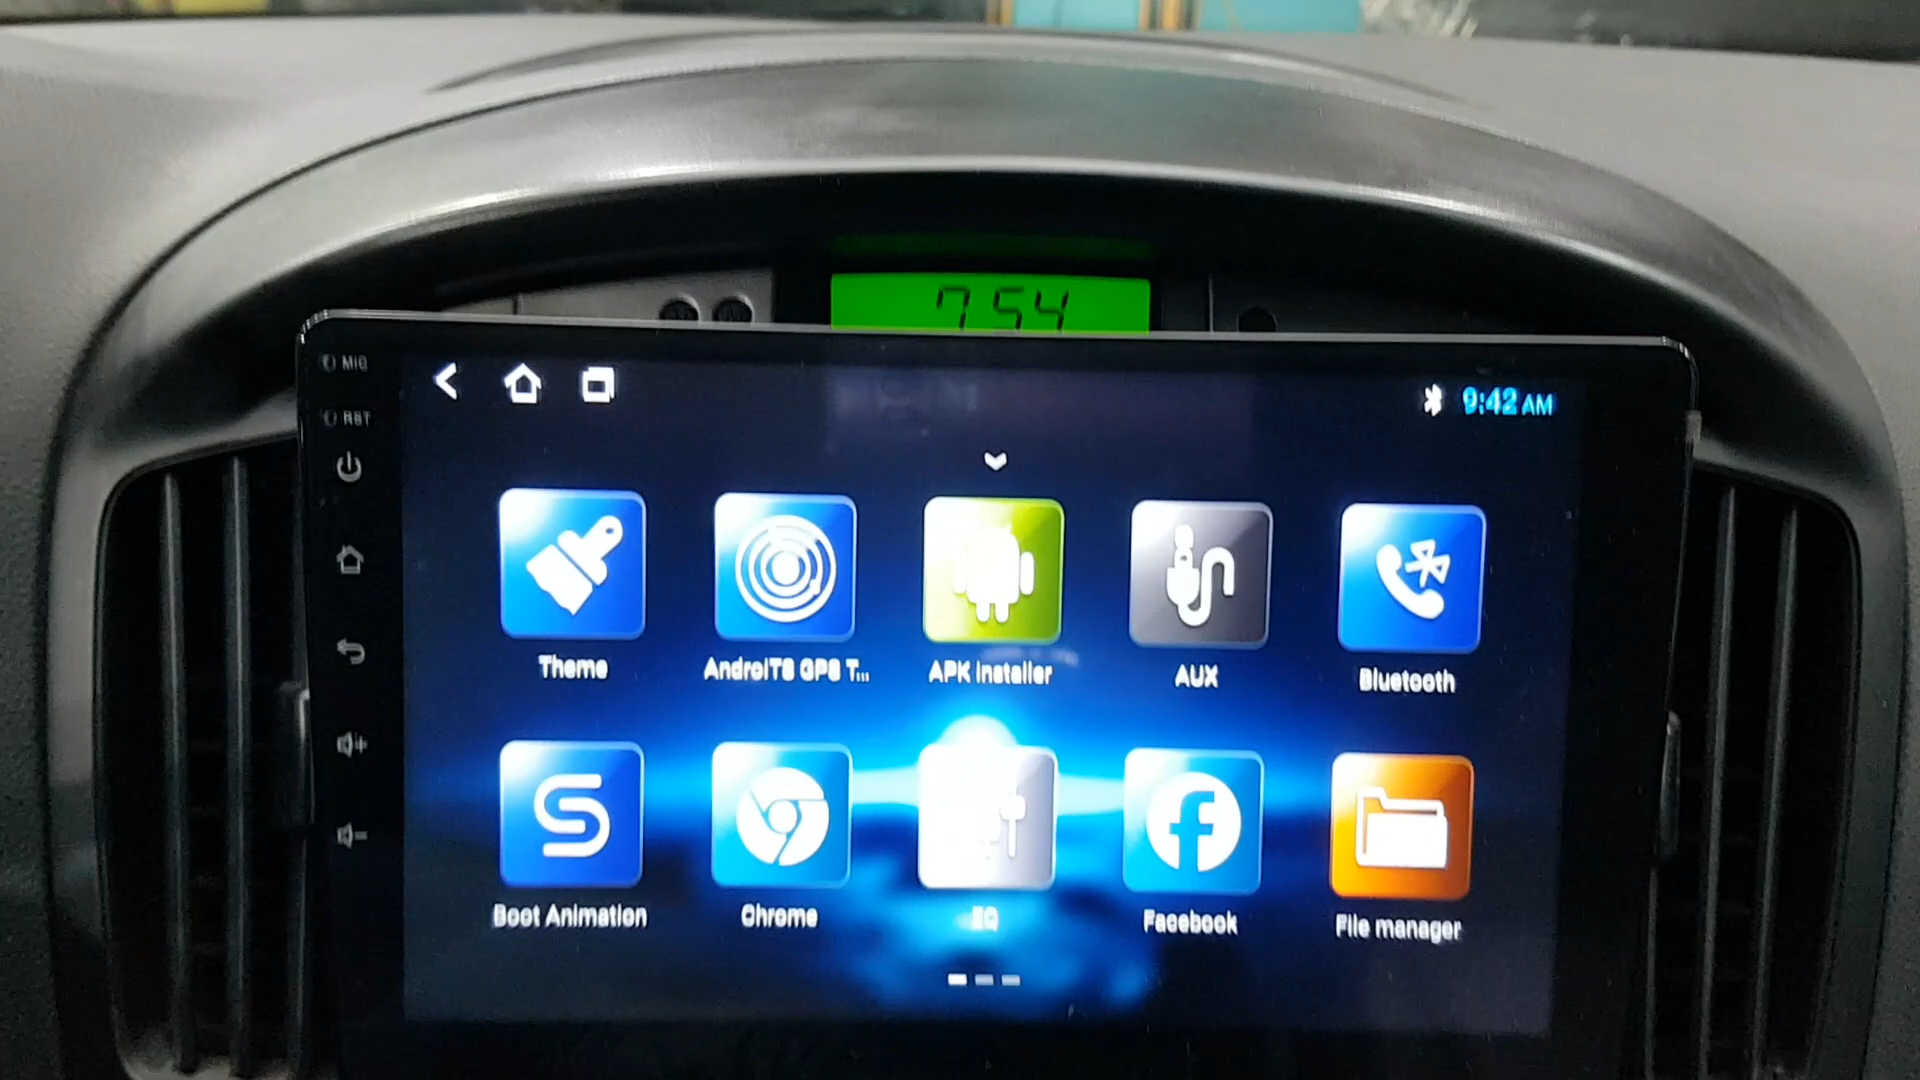 7:54
MIC
RST
9:42 AM
Theme
AndroiTS GPS T...
APK installer
AUX
Bluetooth
Boot Animation
Chrome
EQ
Facebook
File manager